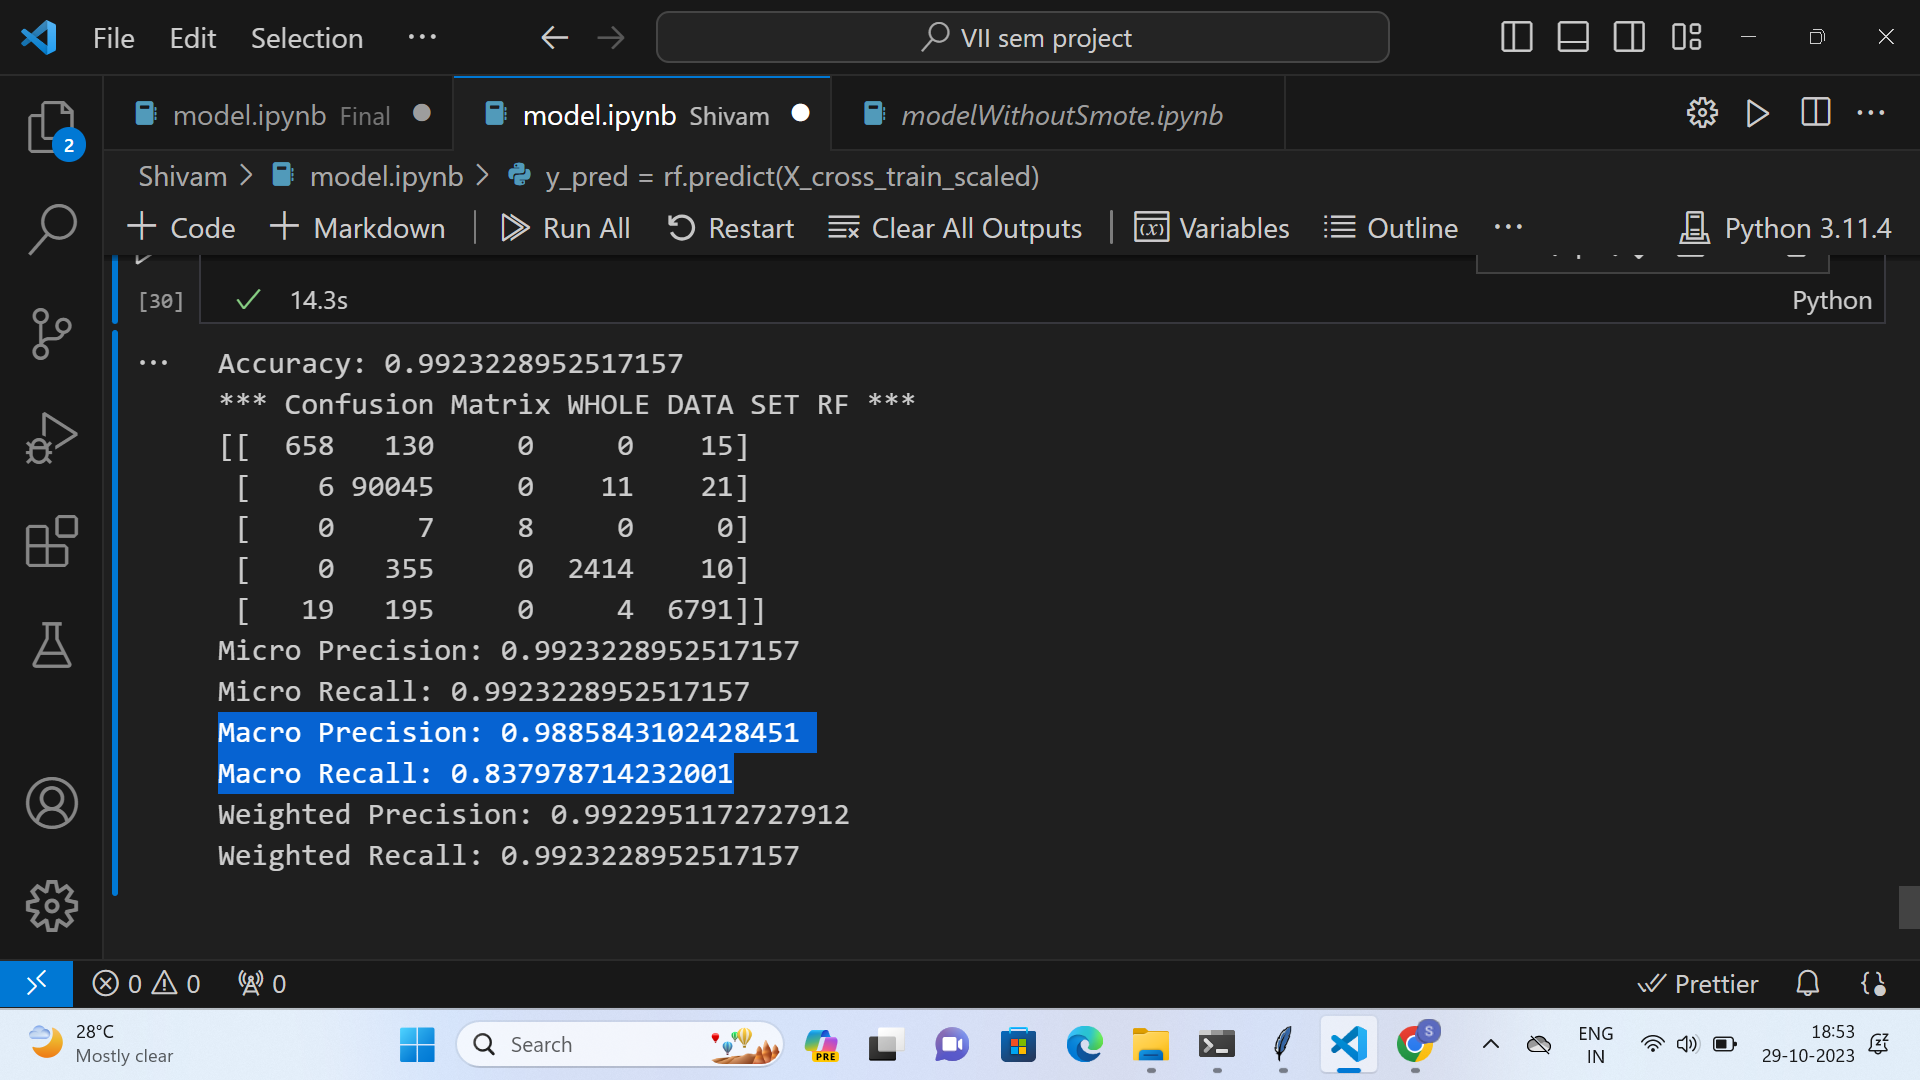 File Edit Selection ··· VII sem project
model.ipynb Final model.ipynb Shivam modelWithoutSmote.ipynb
Shivam > model.ipynb > y_pred = rf.predict(X_cross_train_scaled)
Code Markdown Run All Restart Clear All Outputs (x) Variables Outline ··· Python 3.11.4
2
[30] 14.3s Python
Accuracy: 0.9923228952517157
*** Confusion Matrix WHOLE DATA SET RF ***
[[ 658 130 0 0 15]
[ 6 90045 0 11 21]
[ 0 7 8 0 0]
[ 0 355 0 2414 10]
[ 19 195 0 4 6791]]
Micro Precision: 0.9923228952517157
Micro Recall: 0.9923228952517157
Macro Precision: 0.9885843102428451
Macro Recall: 0.837978714232001
Weighted Precision: 0.9922951172727912
Weighted Recall: 0.9923228952517157
0 0 0 Prettier
28°C
Mostly clear
Search
PRE
S
ENG
IN
18:53
29-10-2023